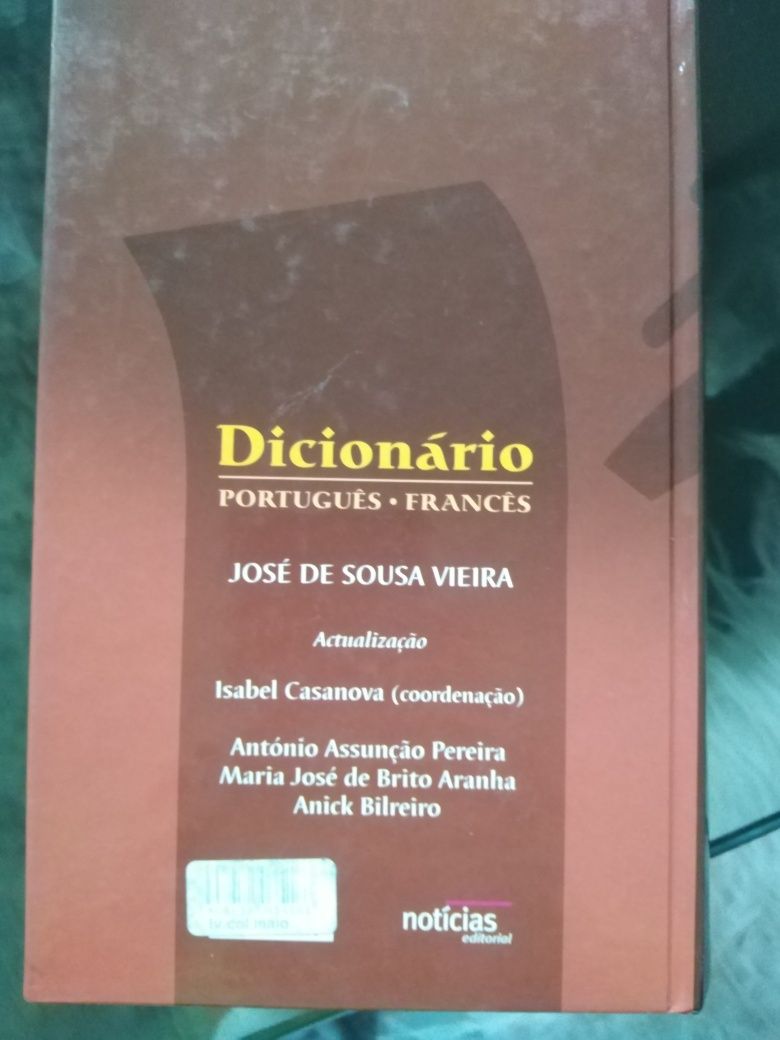 Dicionário
PORTUGUÊS • FRANCÊS
JOSÉ DE SOUSA VIEIRA
Actualização
Isabel Casanova (coordenação)
António Assunção Pereira
Maria José de Brito Aranha
Anick Bilreiro
notícias
editorial